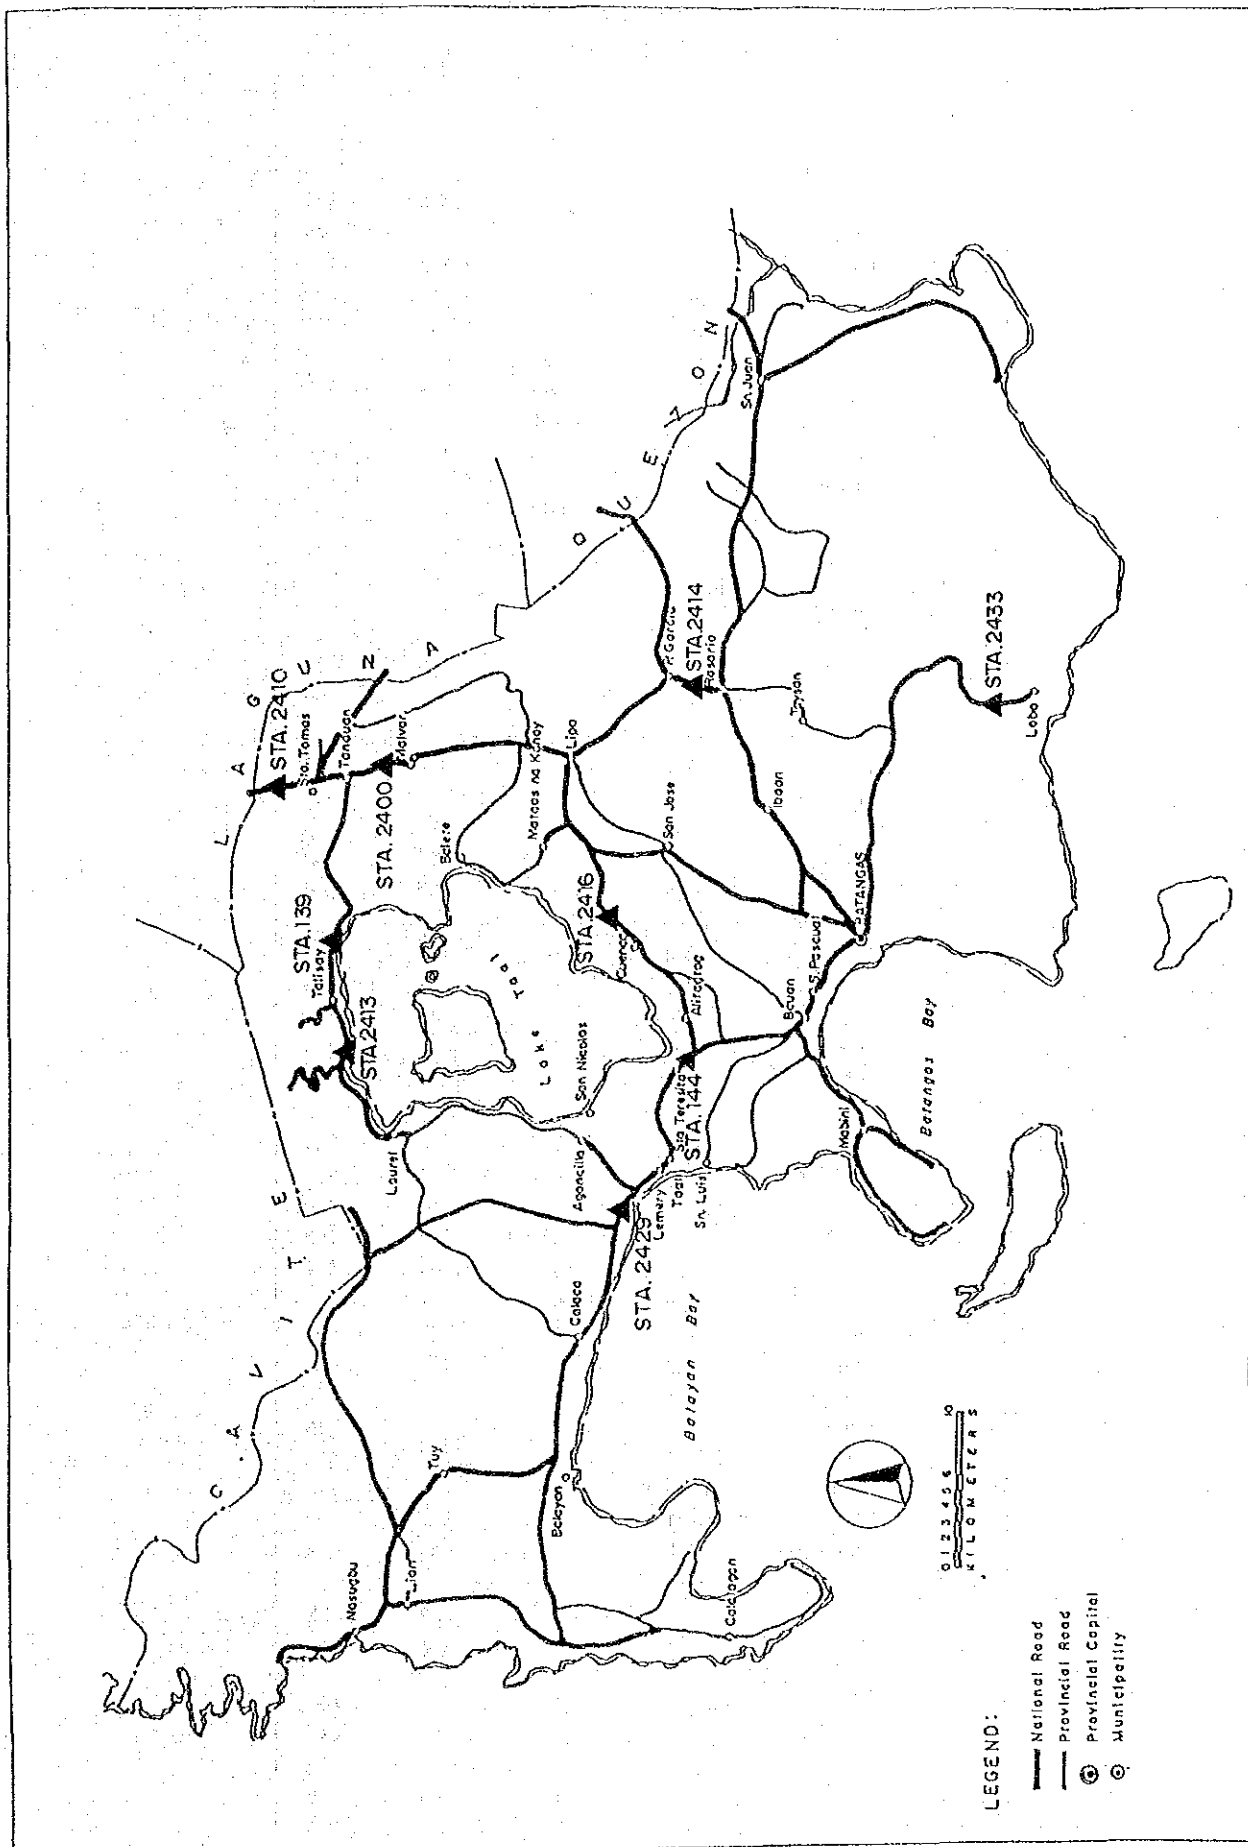 C A V I T E
L A G U N A
Q U E Z O N
STA. 2410
Sto. Tomas
Tanauan
STA. 2400
Malvar
STA. 139
Talisay
STA. 2413
Laurel
Balete
Mataas na Kahoy
Lipa
Lake Taal
San Nicolas
Agoncillo
STA. 2416
Cuenca
Alitagtag
San Jose
P. Garcia
STA. 2414
Rosario
Sn. Juan
Taysan
Ibaan
STA. 2433
Lobo
BATANGAS
S. Pascual
Bauan
Batangas Bay
Mabini
Sta Teresita
STA. 144
Taal
Sn. Luis
Lemery
STA. 2429
Calaca
Balayan Bay
Balayan
Tuy
Lian
Nasugbu
Calatagan
0 1 2 3 4 5 6 10
KILOMETERS
LEGEND:
National Road
Provincial Road
Provincial Capital
Municipality